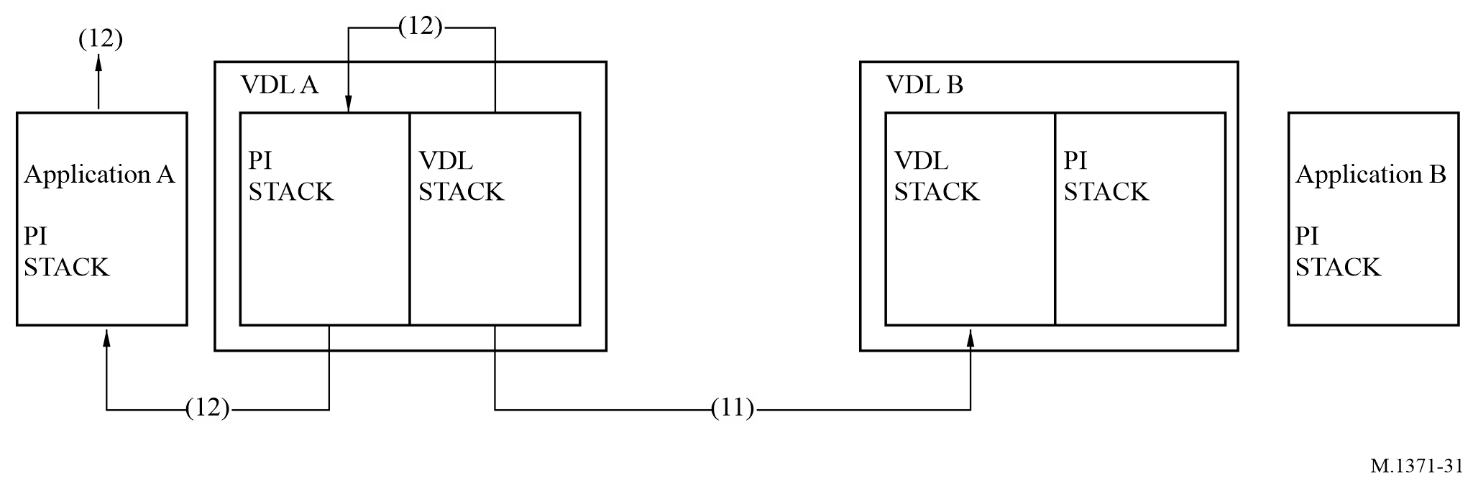 (12)
(12)
VDL A
VDL B
Application A
PI
STACK
PI
STACK
VDL
STACK
VDL
STACK
PI
STACK
Application B
PI
STACK
(12)
(11)
M.1371-31